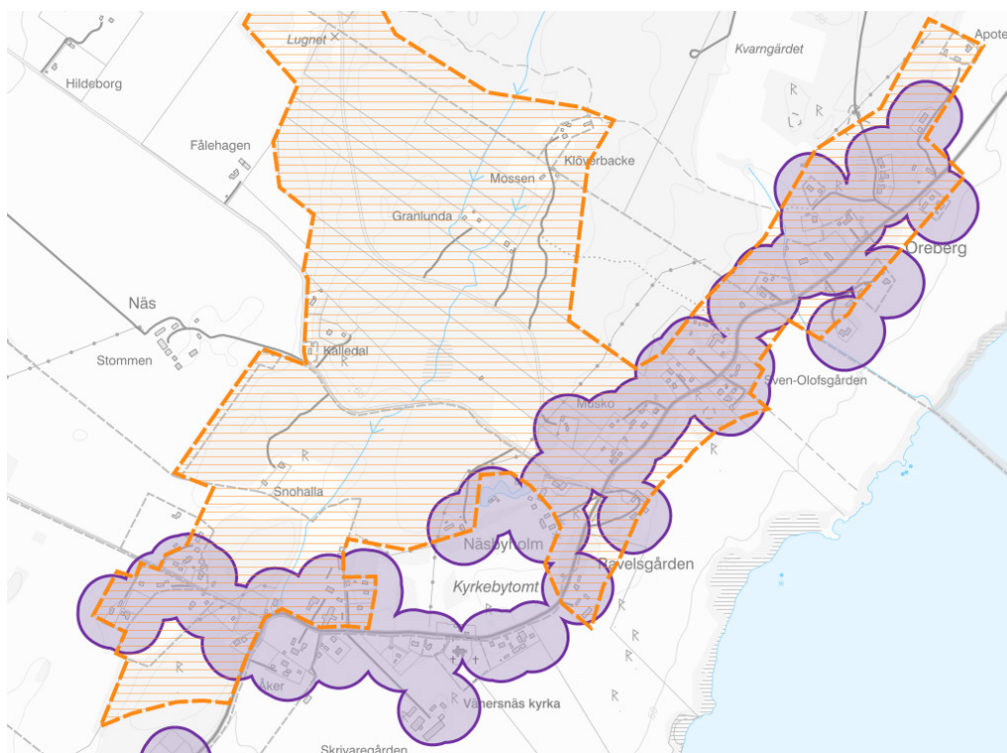 Lugnet
Apote
Kvarngärdet
Hildeborg
Fålehagen
Klöverbacke
Mossen
Granlunda
Öreberg
Näs
Stommen
Källedal
Sven-Olofsgården
Musko
Snohalla
Näsbyholm
Ravelsgården
Kyrkebytomt
Åker
Vänersnäs kyrka
Skrivaregården
R
R
R
R
R
R
R
R
R
R
R